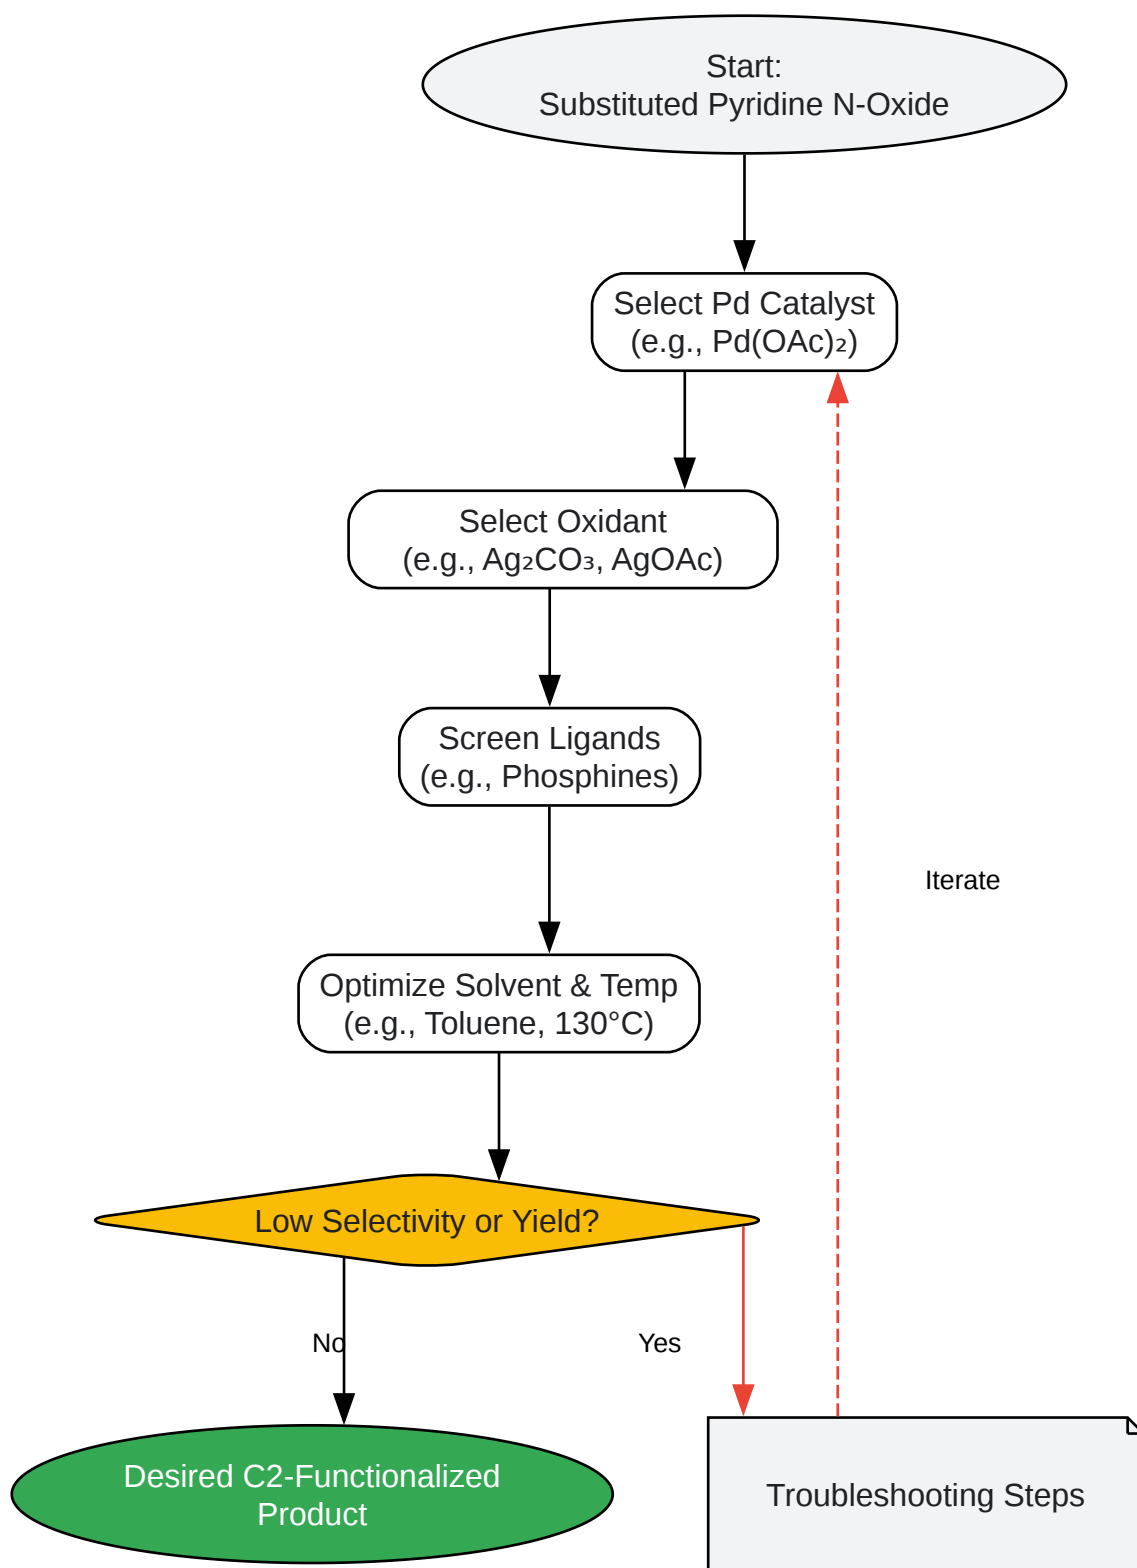 Start:
Substituted Pyridine N-Oxide
Select Pd Catalyst
(e.g., Pd(OAc)₂)
Select Oxidant
(e.g., Ag₂CO₃, AgOAc)
Screen Ligands
(e.g., Phosphines)
Iterate
Optimize Solvent & Temp
(e.g., Toluene, 130°C)
Low Selectivity or Yield?
No
Yes
Desired C2-Functionalized
Product
Troubleshooting Steps